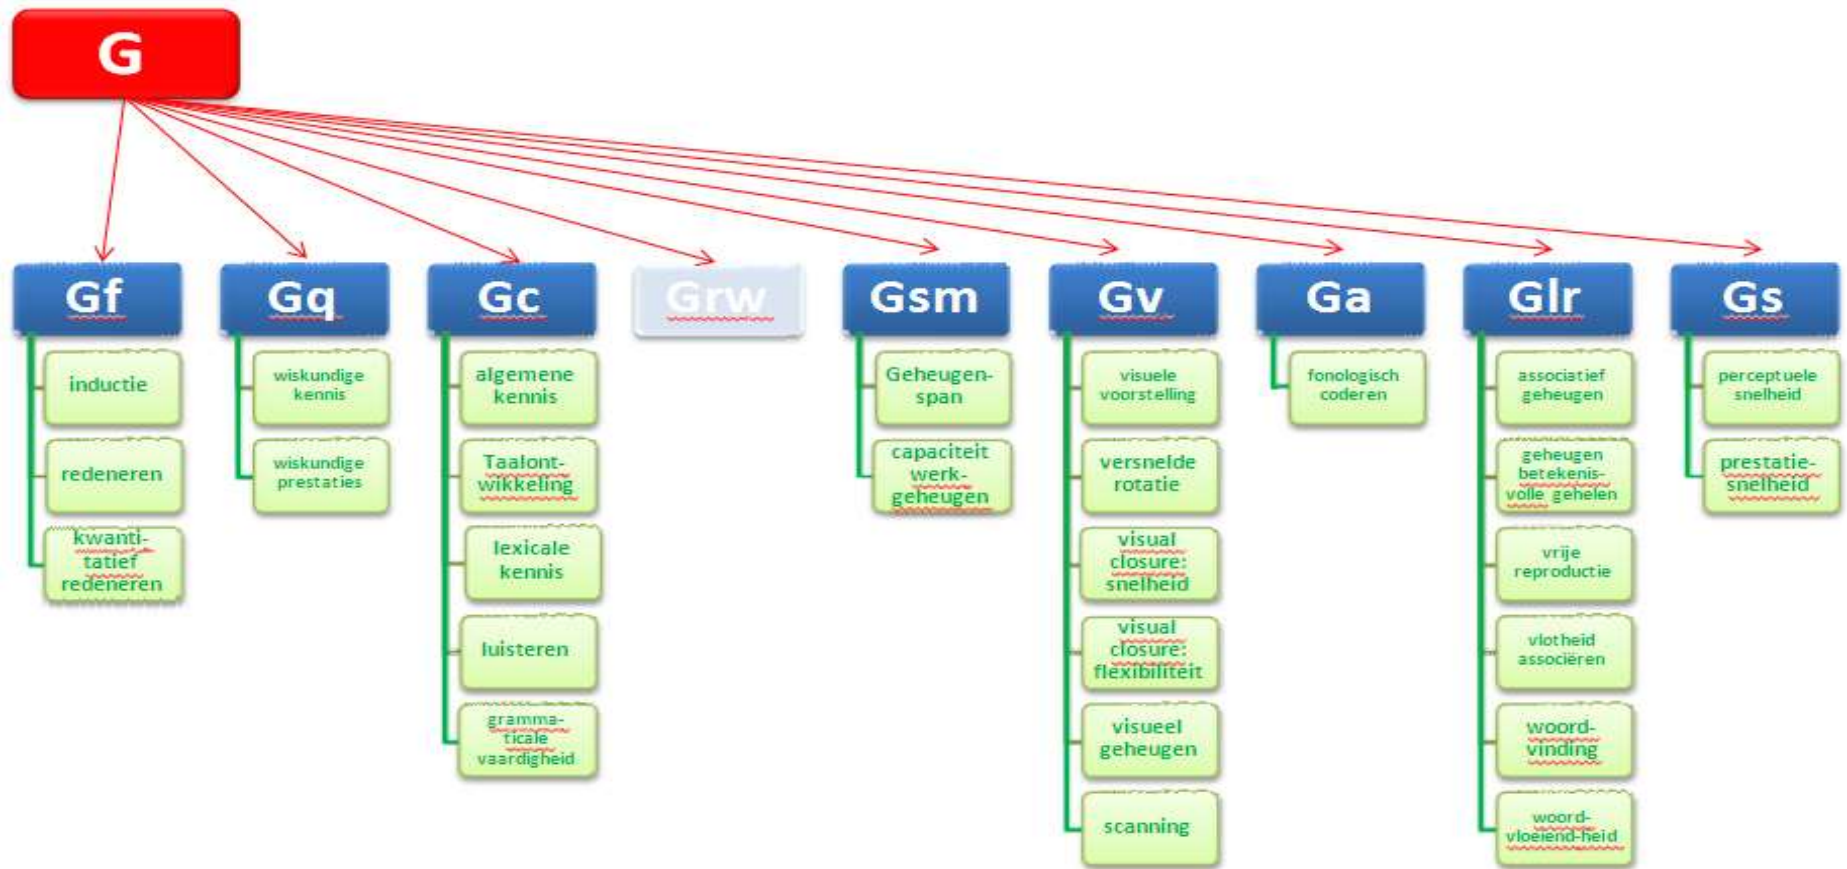 G
Gf
Gq
Gc
Grw
Gsm
Gv
Ga
Glr
Gs
inductie
redeneren
kwanti-
tatief
redeneren
wiskundige
kennis
wiskundige
prestaties
algemene
kennis
Taalont-
wikkeling
lexicale
kennis
luisteren
gramma-
ticale
vaardigheid
Geheugen-
span
capaciteit
werk-
geheugen
visuele
voorstelling
versnelde
rotatie
visual
closure:
snelheid
visual
closure:
flexibiliteit
visueel
geheugen
scanning
fonologisch
coderen
associatief
geheugen
geheugen
betekenis-
volle gehelen
vrije
reproductie
vlotheid
associëren
woord-
vinding
woord-
vloeiend-heid
perceptuele
snelheid
prestatie-
snelheid